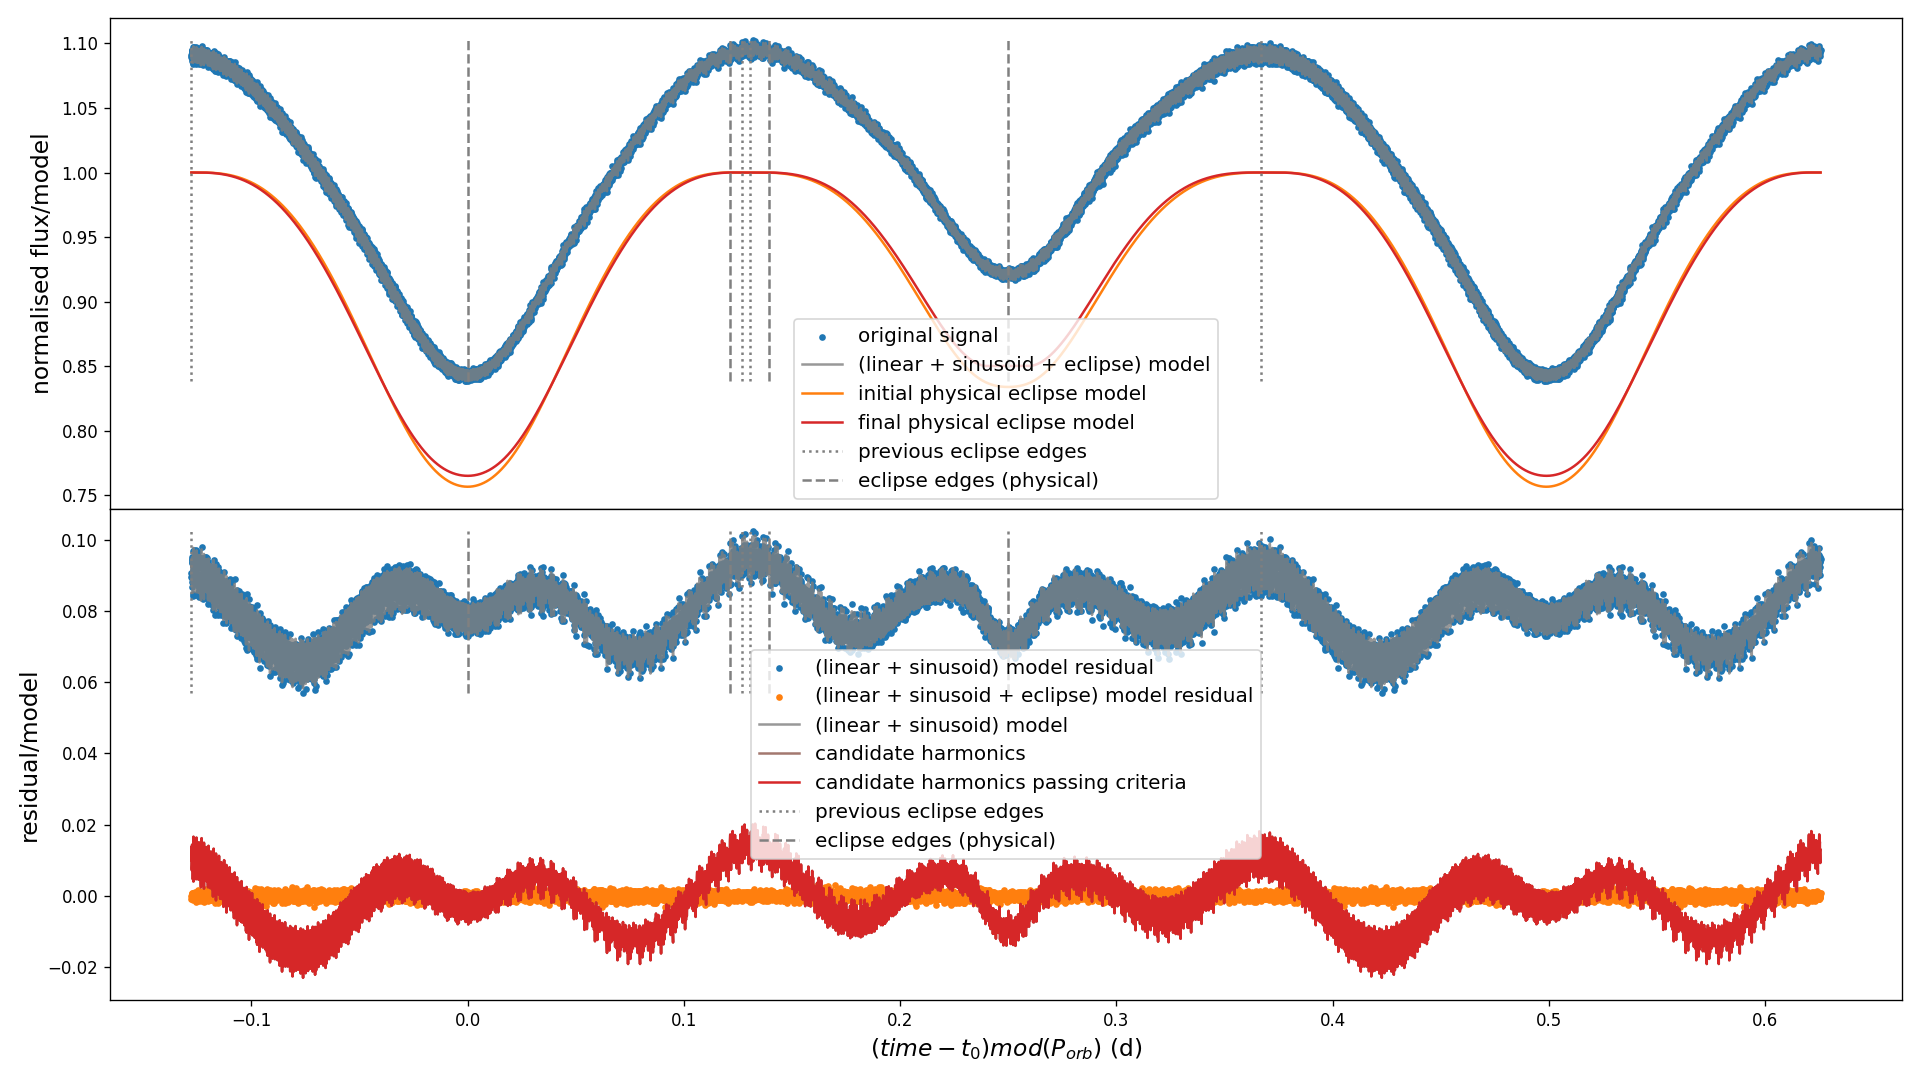 1.10
1.05
1.00
0.95
0.90
0.85
0.80
0.75
normalised flux/model
original signal
(linear + sinusoid + eclipse) model
initial physical eclipse model
final physical eclipse model
previous eclipse edges
eclipse edges (physical)
0.10
0.08
0.06
0.04
0.02
0.00
−0.02
residual/model
(linear + sinusoid) model residual
(linear + sinusoid + eclipse) model residual
(linear + sinusoid) model
candidate harmonics
candidate harmonics passing criteria
previous eclipse edges
eclipse edges (physical)
−0.1 0.0 0.1 0.2 0.3 0.4 0.5 0.6
(time − t₀)mod(P_orb) (d)